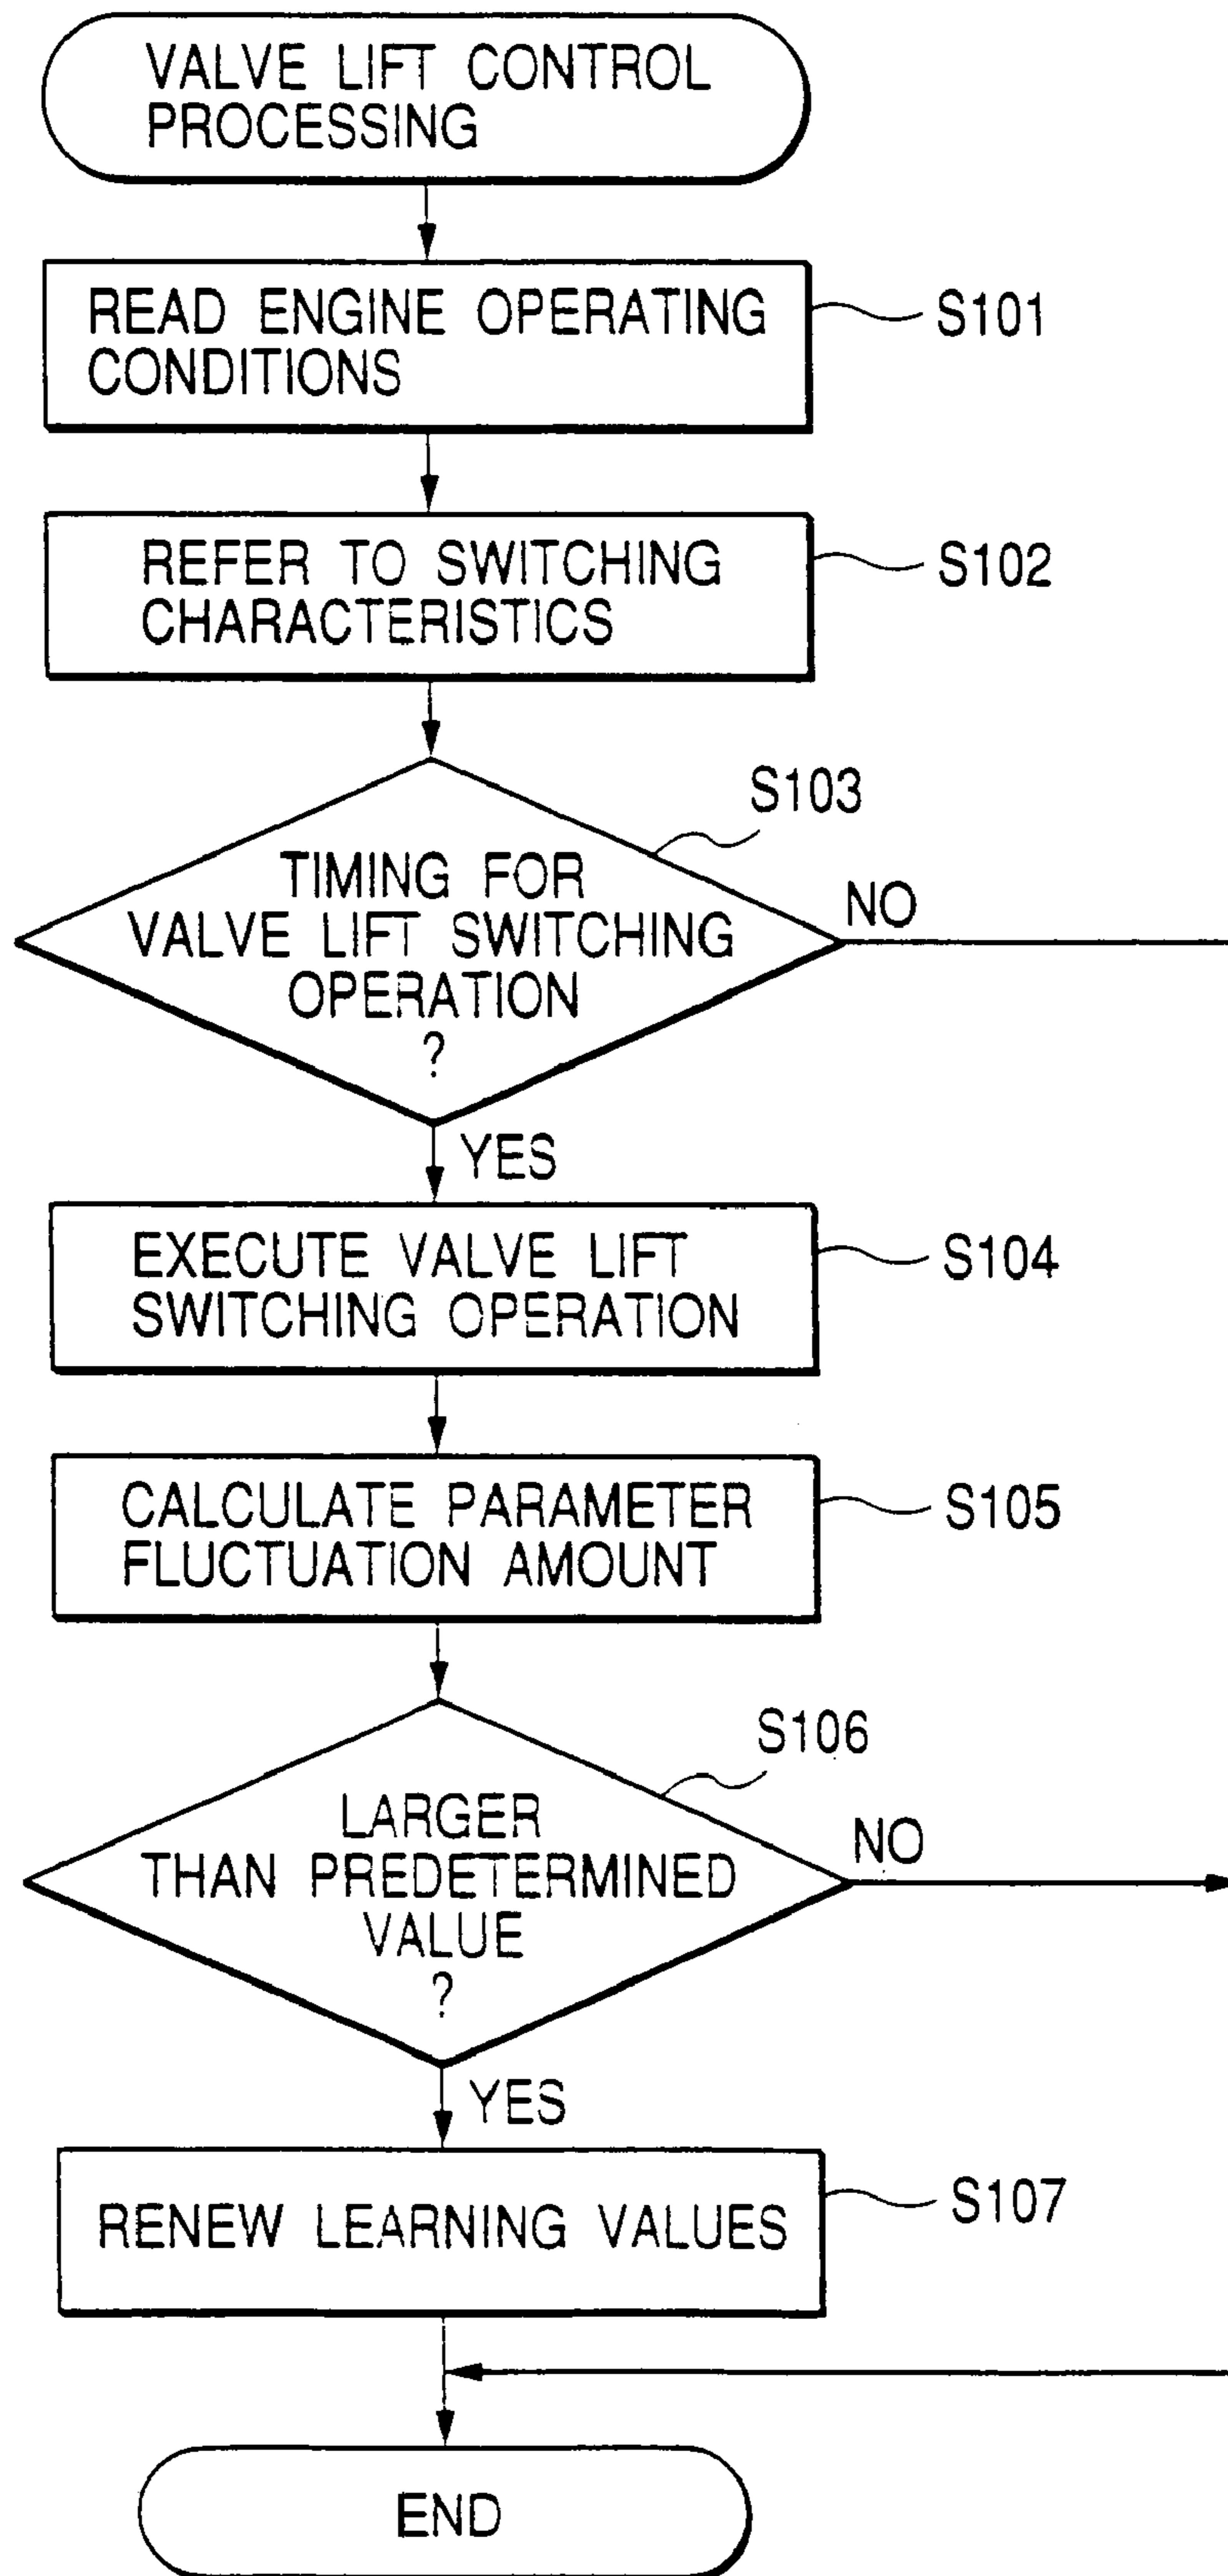 VALVE LIFT CONTROL
PROCESSING
READ ENGINE OPERATING
CONDITIONS
S101
REFER TO SWITCHING
CHARACTERISTICS
S102
S103
TIMING FOR
VALVE LIFT SWITCHING
OPERATION
?
NO
YES
EXECUTE VALVE LIFT
SWITCHING OPERATION
S104
CALCULATE PARAMETER
FLUCTUATION AMOUNT
S105
S106
LARGER
THAN PREDETERMINED
VALUE
?
NO
YES
RENEW LEARNING VALUES
S107
END